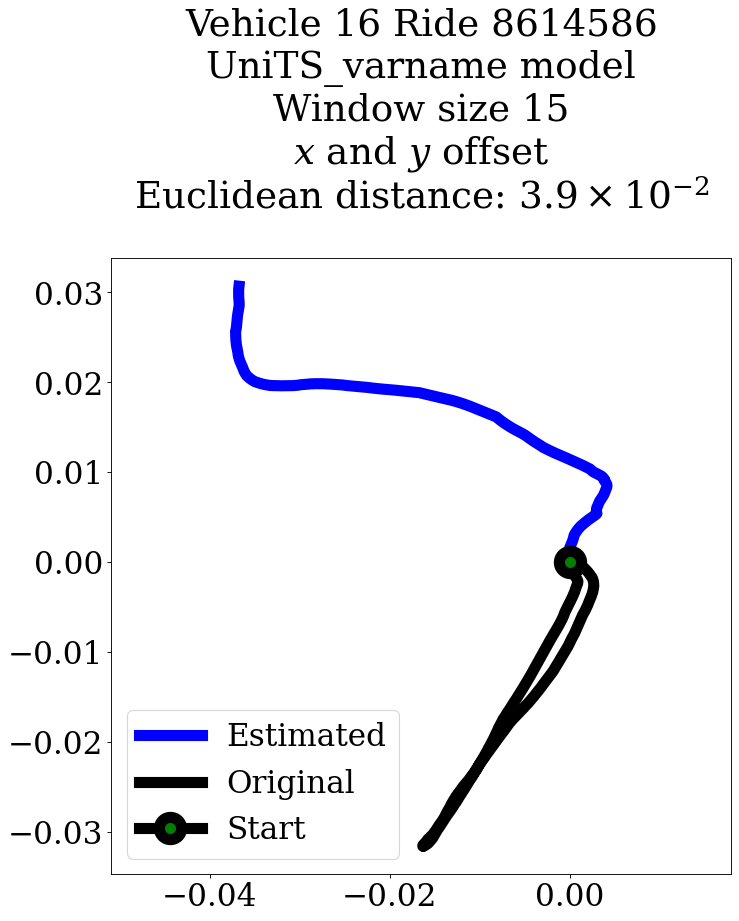 Vehicle 16 Ride 8614586
UniTS_varname model
Window size 15
x and y offset
Euclidean distance: 3.9 × 10⁻²
0.03
0.02
0.01
0.00
−0.01
−0.02
−0.03
Estimated
Original
Start
−0.04
−0.02
0.00